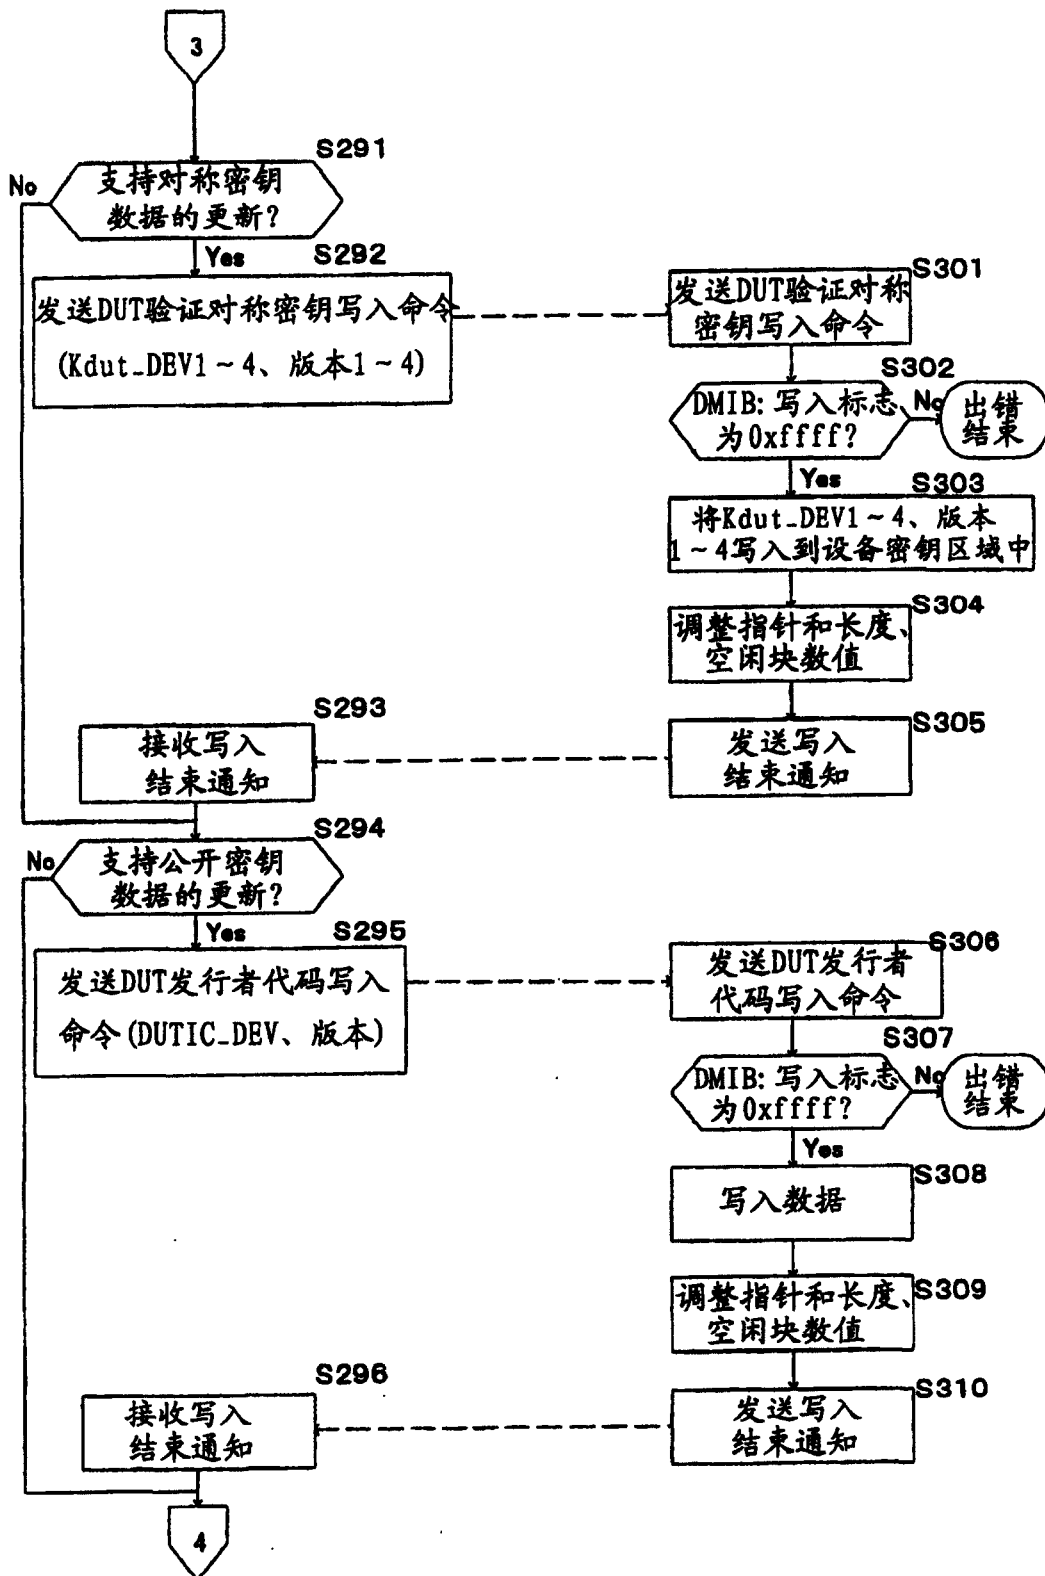 3
S291
支持对称密钥
数据的更新?
No
Yes
S292
发送DUT验证对称密钥写入命令
(Kdut_DEV1~4、版本1~4)
S301
发送DUT验证对称
密钥写入命令
S302
DMIB: 写入标志
为0xffff?
No
出错
结束
Yes
S303
将Kdut_DEV1~4、版本
1~4写入到设备密钥区域中
S304
调整指针和长度、
空闲块数值
S293
接收写入
结束通知
S305
发送写入
结束通知
S294
支持公开密钥
数据的更新?
No
Yes
S295
发送DUT发行者代码写入
命令(DUTIC_DEV、版本)
S306
发送DUT发行者
代码写入命令
S307
DMIB: 写入标志
为0xffff?
No
出错
结束
Yes
S308
写入数据
S309
调整指针和长度、
空闲块数值
S296
接收写入
结束通知
S310
发送写入
结束通知
4